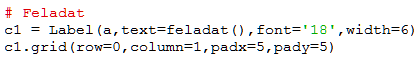 # Feladat
c1 = Label(a,text=feladat(),font='18',width=6)
c1.grid(row=0,column=1,padx=5,pady=5)